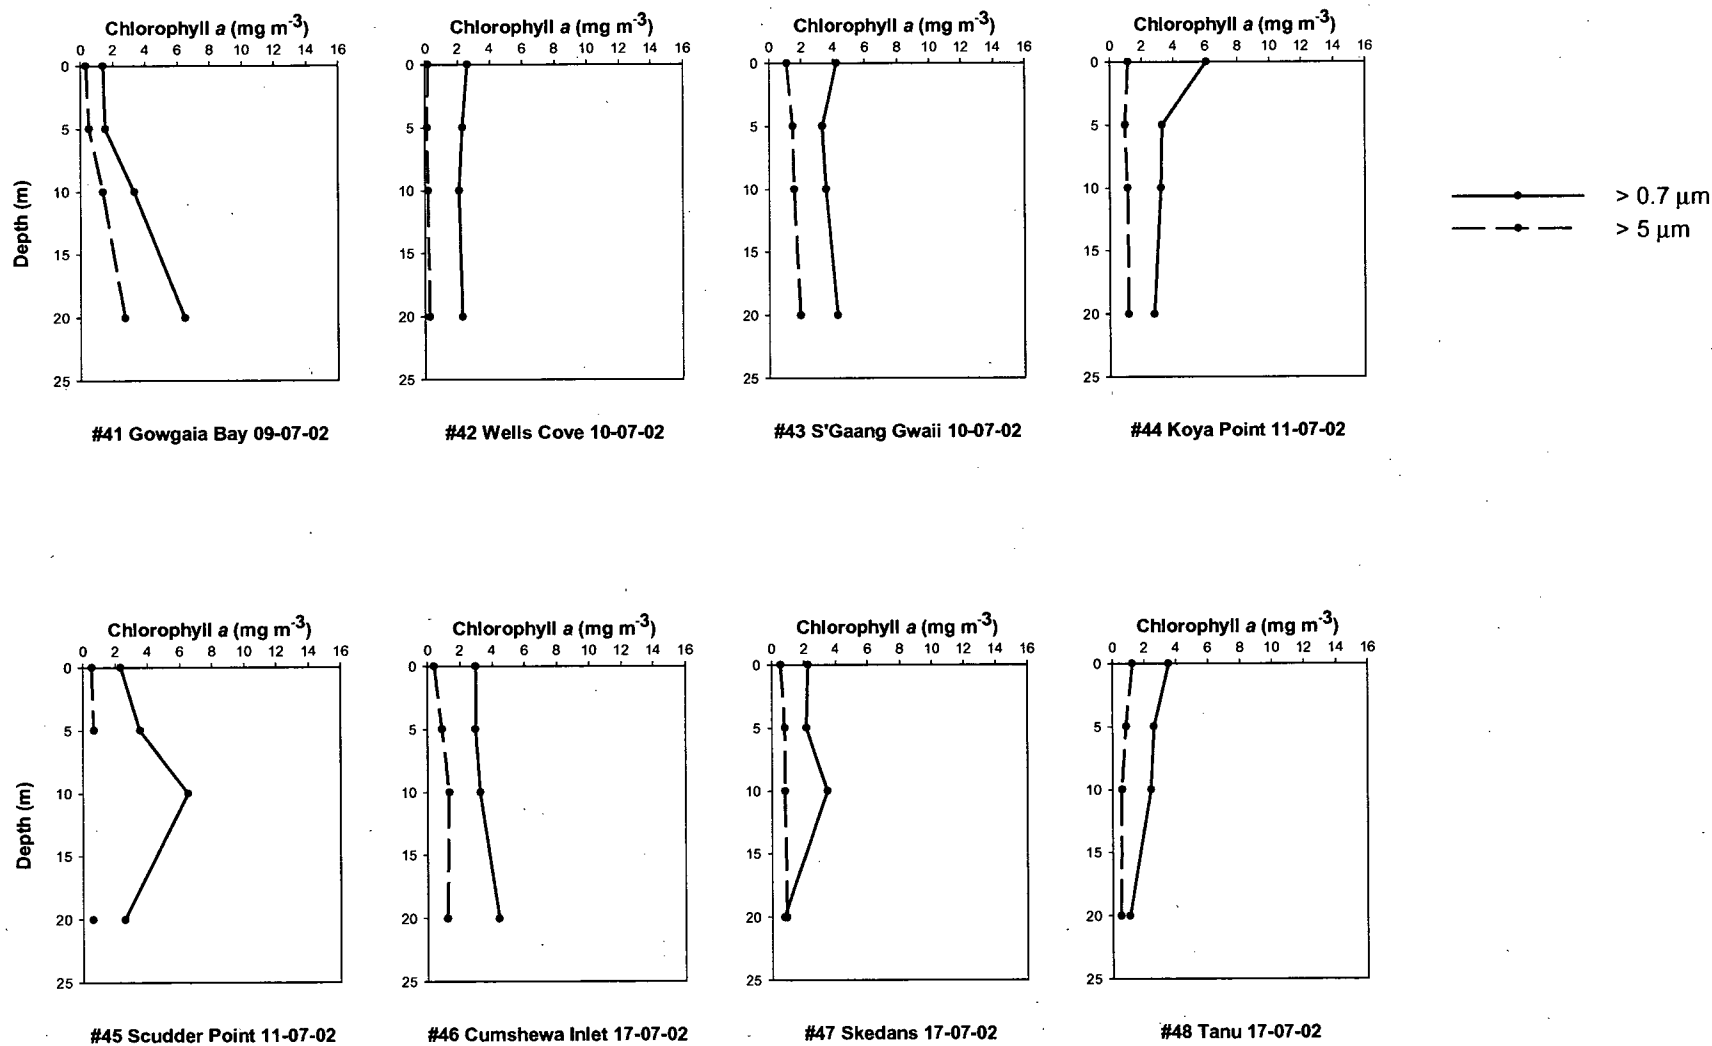 Chlorophyll a (mg m-3) Chlorophyll a (mg m-3) Chlorophyll a (mg m-3) Chlorophyll a (mg m-3)
0 2 4 6 8 10 12 14 16 0 2 4 6 8 10 12 14 16 0 2 4 6 8 10 12 14 16 0 2 4 6 8 10 12 14 16
0 0 0 0
5 5 5 5
10 10 10 10
15 15 15 15
20 20 20 20
25 25 25 25
Depth (m)
> 0.7 µm
> 5 µm
#41 Gowgaia Bay 09-07-02 #42 Wells Cove 10-07-02 #43 S'Gaang Gwaii 10-07-02 #44 Koya Point 11-07-02
Chlorophyll a (mg m-3) Chlorophyll a (mg m-3) Chlorophyll a (mg m-3) Chlorophyll a (mg m-3)
0 2 4 6 8 10 12 14 16 0 2 4 6 8 10 12 14 16 0 2 4 6 8 10 12 14 16 0 2 4 6 8 10 12 14 16
0 0 0 0
5 5 5 5
10 10 10 10
15 15 15 15
20 20 20 20
25 25 25 25
Depth (m)
#45 Scudder Point 11-07-02 #46 Cumshewa Inlet 17-07-02 #47 Skedans 17-07-02 #48 Tanu 17-07-02